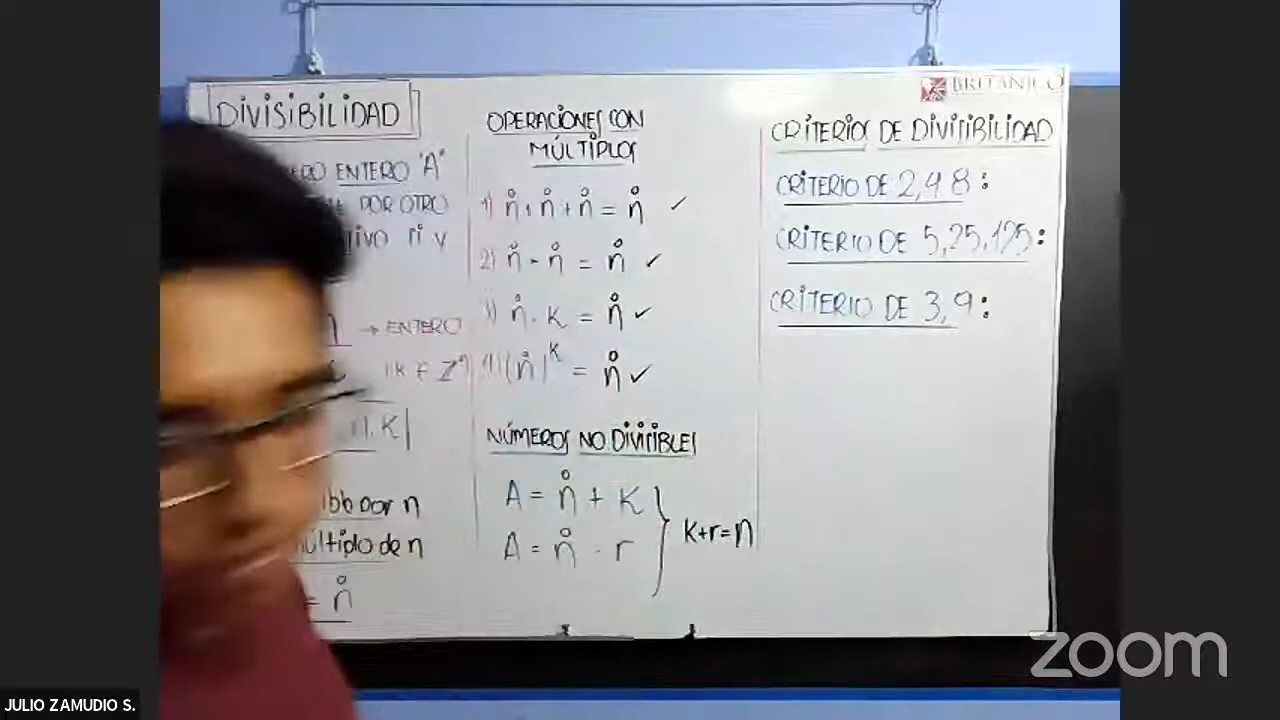 DIVISIBILIDAD
ENTERO "A"
POR OTRO
n y
→ ENTERO
K ∈ Z
K
por n
múltiplo de n
= n̊
OPERACIONES CON
MÚLTIPLOS
1) n̊ + n̊ + n̊ = n̊ ✓
2) n̊ - n̊ = n̊ ✓
3) n̊ . K = n̊ ✓
4) (n̊)^K = n̊ ✓
NÚMEROS NO DIVISIBLES
A = n̊ + K
A = n̊ - r
K+r=n
BRITÁNICO
CRITERIOS DE DIVISIBILIDAD
CRITERIO DE 2,4 8:
CRITERIO DE 5,25,125:
CRITERIO DE 3,9:
zoom
JULIO ZAMUDIO S.